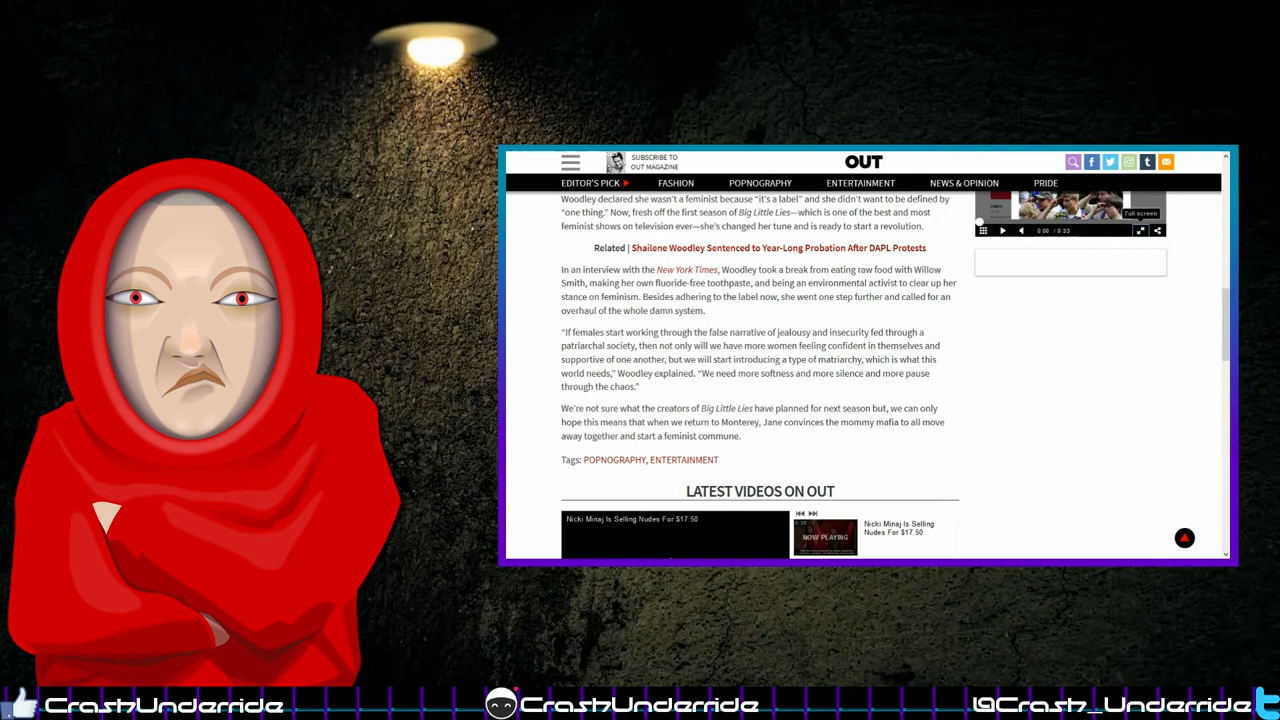 SUBSCRIBE TO
OUT MAGAZINE
OUT
EDITOR'S PICK
FASHION
POPNOGRAPHY
ENTERTAINMENT
NEWS & OPINION
PRIDE
Woodley declared she wasn't a feminist because “it's a label” and she didn't want to be defined by
“one thing.” Now, fresh off the first season of Big Little Lies—which is one of the best and most
feminist shows on television ever—she's changed her tune and is ready to start a revolution.
Related | Shailene Woodley Sentenced to Year-Long Probation After DAPL Protests
In an interview with the New York Times, Woodley took a break from eating raw food with Willow
Smith, making her own fluoride-free toothpaste, and being an environmental activist to clear up her
stance on feminism. Besides adhering to the label now, she went one step further and called for an
overhaul of the whole damn system.
“If females start working through the false narrative of jealousy and insecurity fed through a
patriarchal society, then not only will we have more women feeling confident in themselves and
supportive of one another, but we will start introducing a type of matriarchy, which is what this
world needs,” Woodley explained. “We need more softness and more silence and more pause
through the chaos.”
We're not sure what the creators of Big Little Lies have planned for next season but, we can only
hope this means that when we return to Monterey, Jane convinces the mommy mafia to all move
away together and start a feminist commune.
Tags: POPNOGRAPHY, ENTERTAINMENT
LATEST VIDEOS ON OUT
Nicki Minaj Is Selling Nudes For $17.50
0:36
NOW PLAYING
Nicki Minaj Is Selling
Nudes For $17.50
Full screen
0:00 / 0:33
CrashUnderride
CrashUnderride
@Crash_Underride